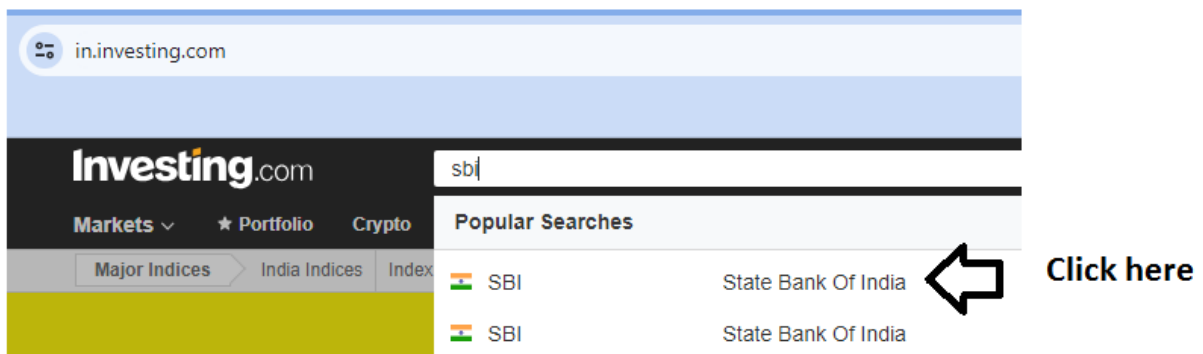 in.investing.com
Investing.com
sbi
Markets ★ Portfolio Crypto
Popular Searches
Major Indices India Indices Index
SBI State Bank Of India
Click here
SBI State Bank Of India